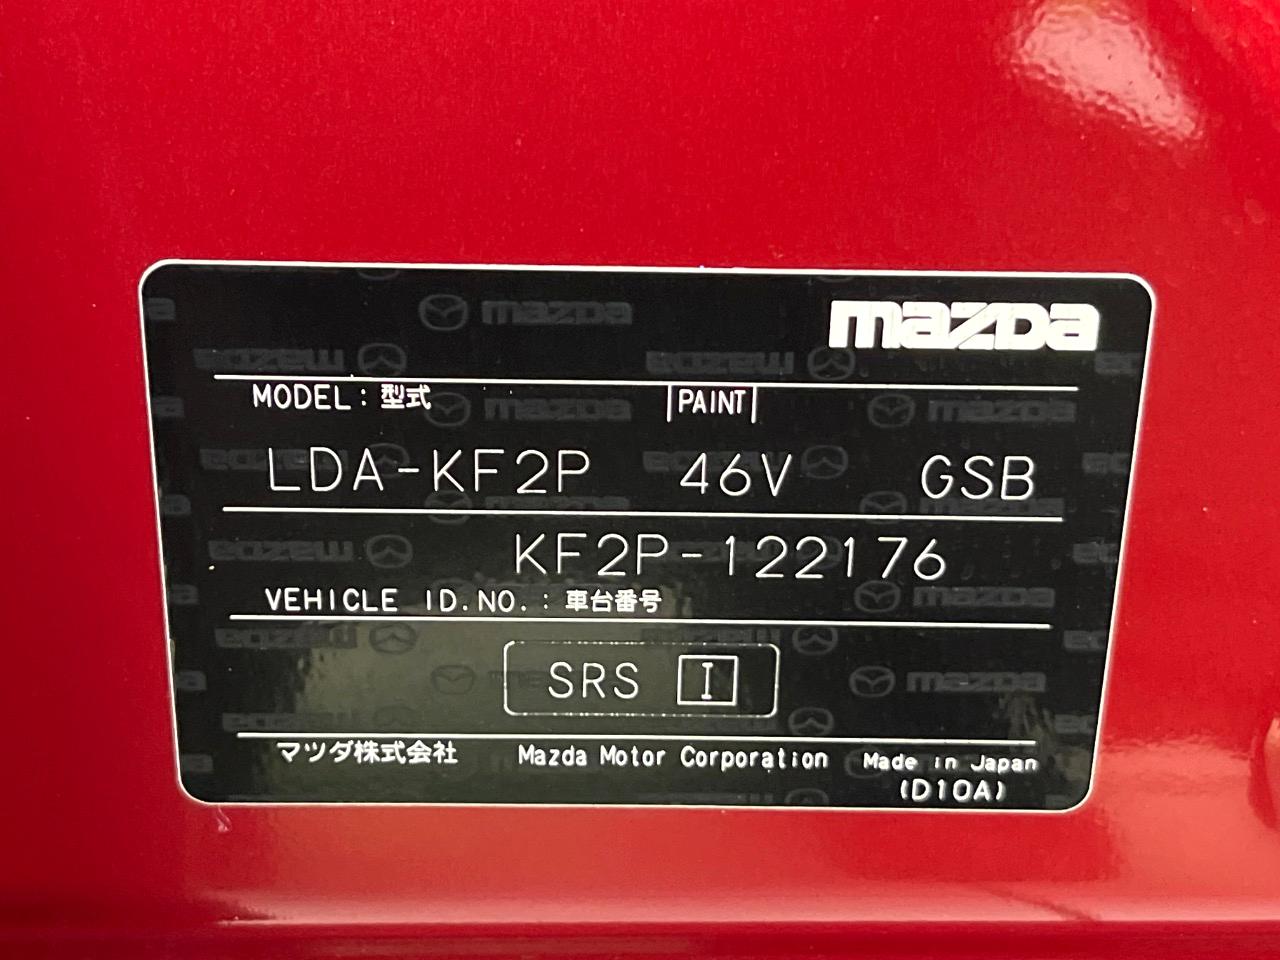 mazda
MODEL: 型式 PAINT
LDA-KF2P 46V GSB
KF2P-122176
VEHICLE ID.NO.: 車台番号
SRS I
マツダ株式会社 Mazda Motor Corporation Made in Japan
(D10A)